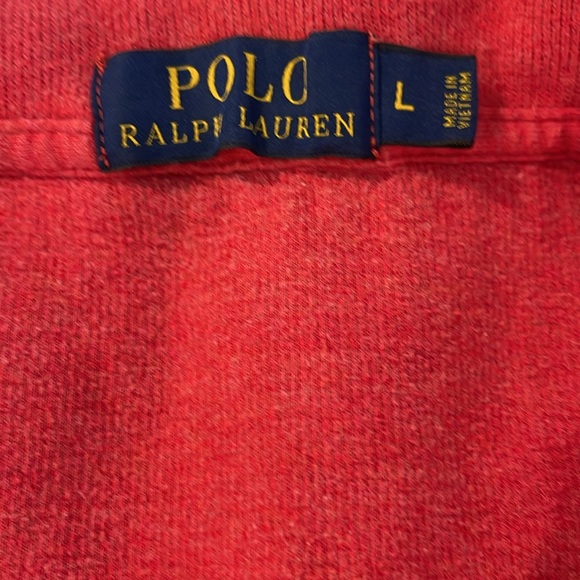 POLO
RALPH LAUREN
L
MADE IN
VIETNAM